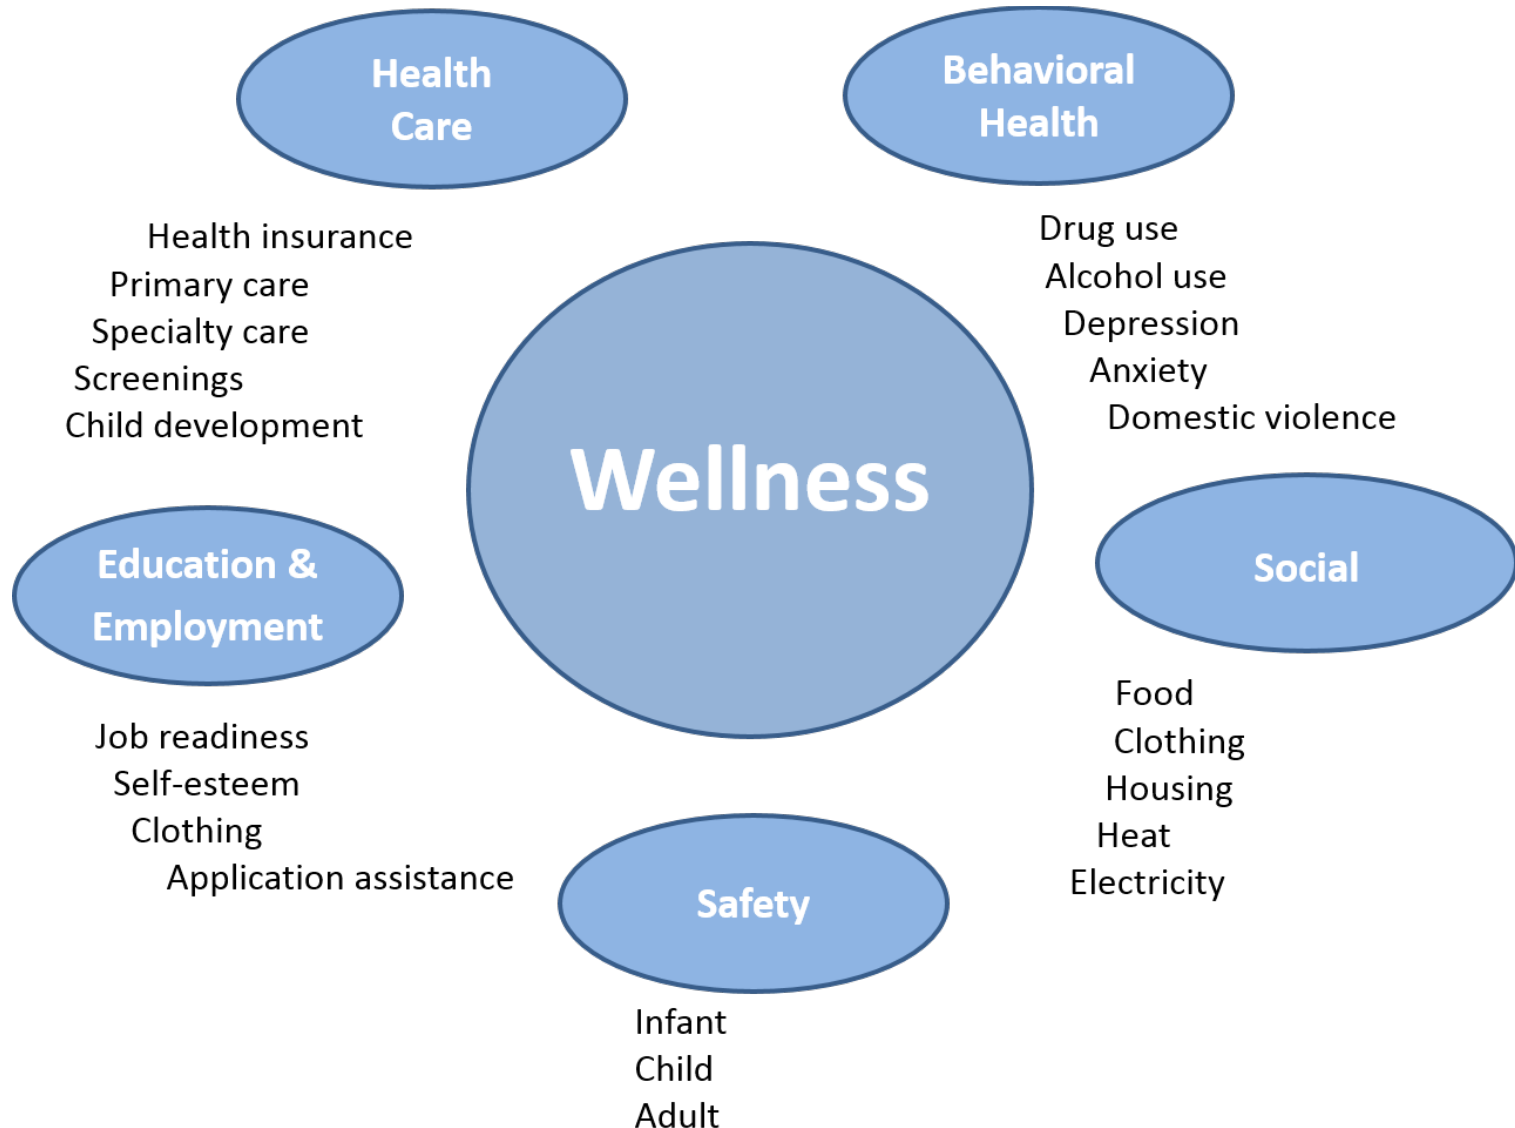 Health
Care
Health insurance
Primary care
Specialty care
Screenings
Child development
Behavioral
Health
Drug use
Alcohol use
Depression
Anxiety
Domestic violence
Wellness
Education &
Employment
Job readiness
Self-esteem
Clothing
Application assistance
Social
Food
Clothing
Housing
Heat
Electricity
Safety
Infant
Child
Adult